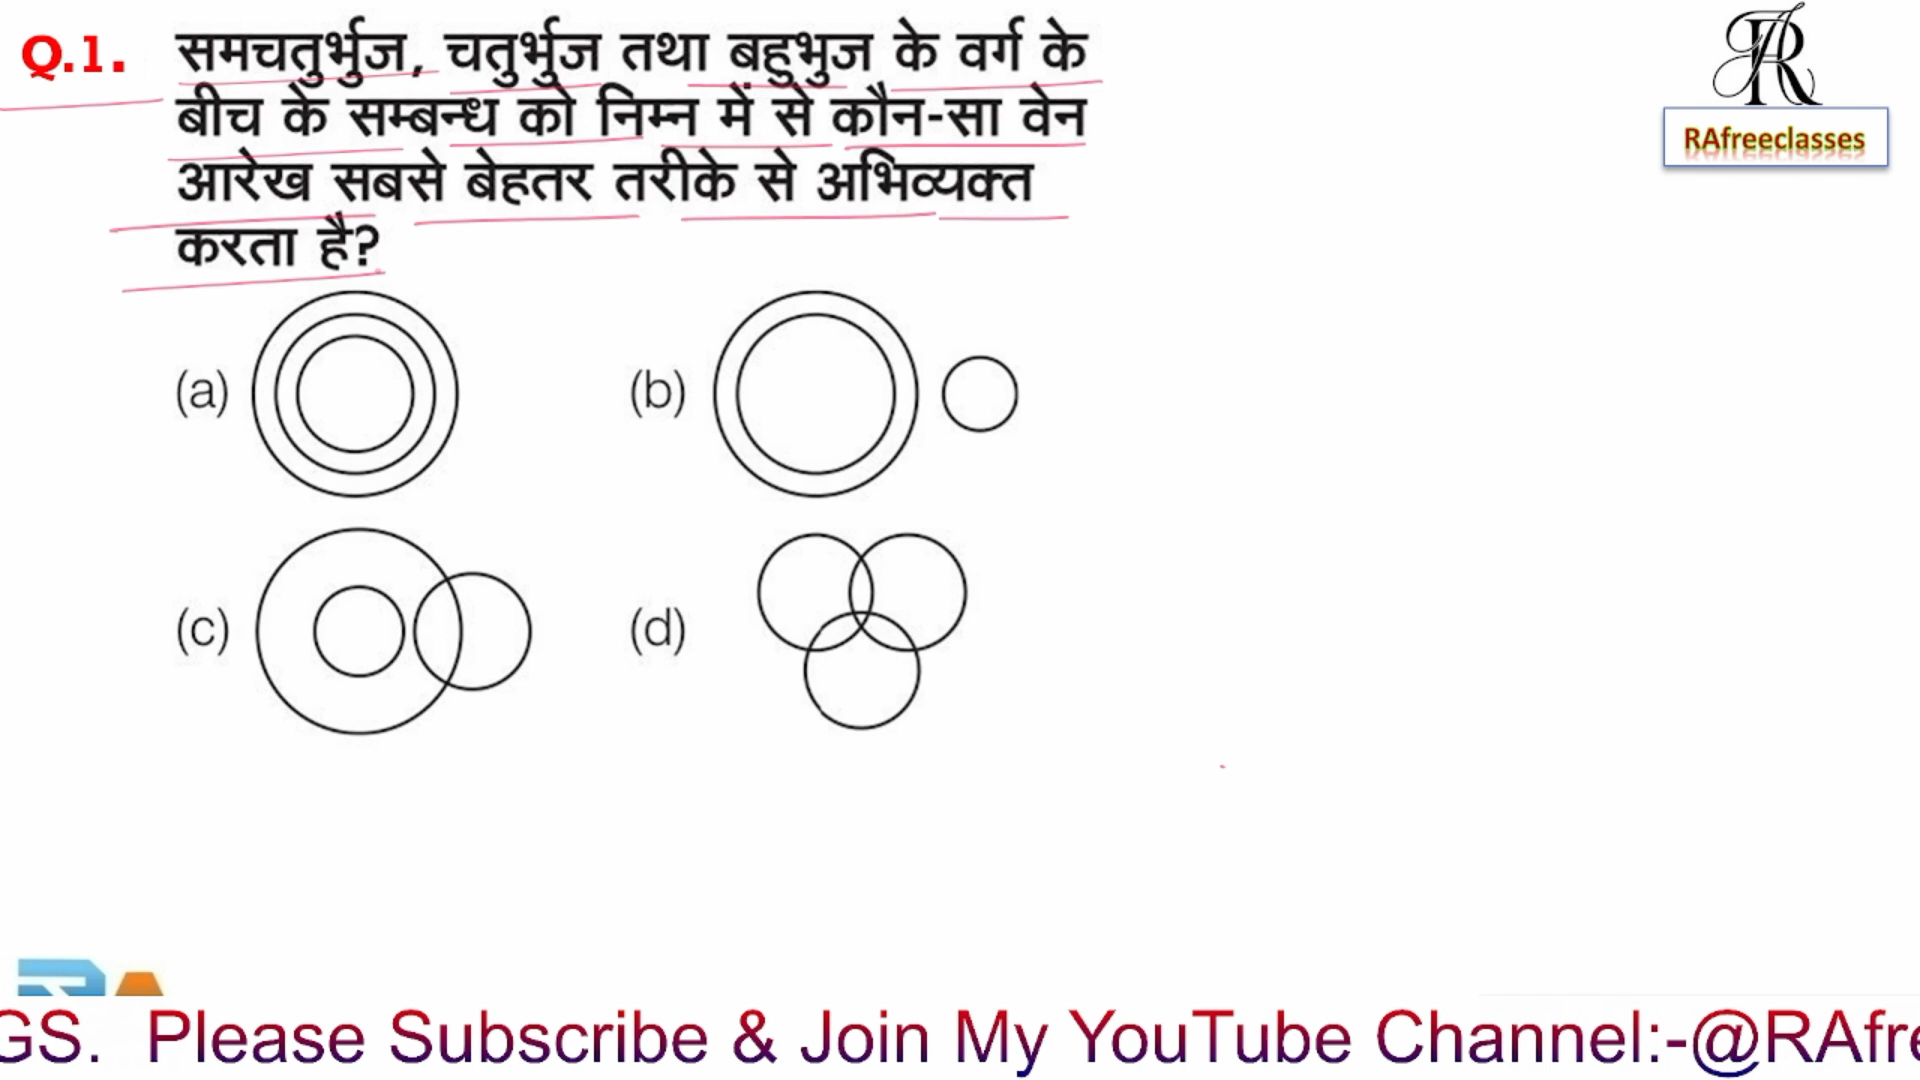 Q.1. समचतुर्भुज, चतुर्भुज तथा बहुभुज के वर्ग के
बीच के सम्बन्ध को निम्न में से कौन-सा वेन
आरेख सबसे बेहतर तरीके से अभिव्यक्त
करता है?
RAfreeclasses
(a)
(b)
(c)
(d)
GS. Please Subscribe & Join My YouTube Channel:-@RAfre